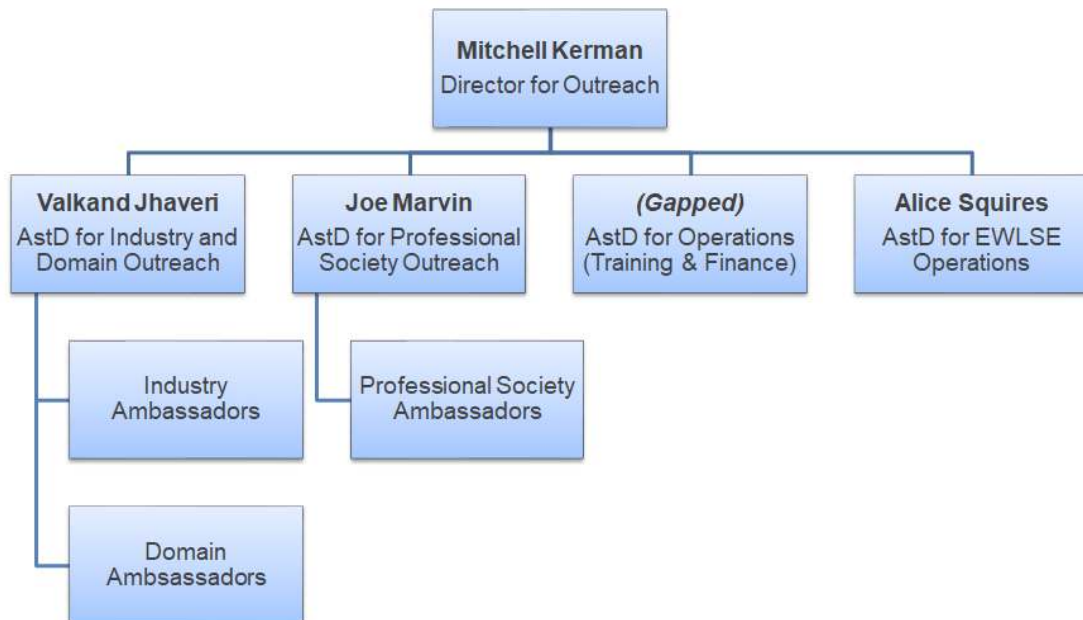 Mitchell Kerman
Director for Outreach
Valkand Jhaveri
AstD for Industry and
Domain Outreach
Joe Marvin
AstD for Professional
Society Outreach
(Gapped)
AstD for Operations
(Training & Finance)
Alice Squires
AstD for EWLSE
Operations
Industry
Ambassadors
Professional Society
Ambassadors
Domain
Ambsassadors